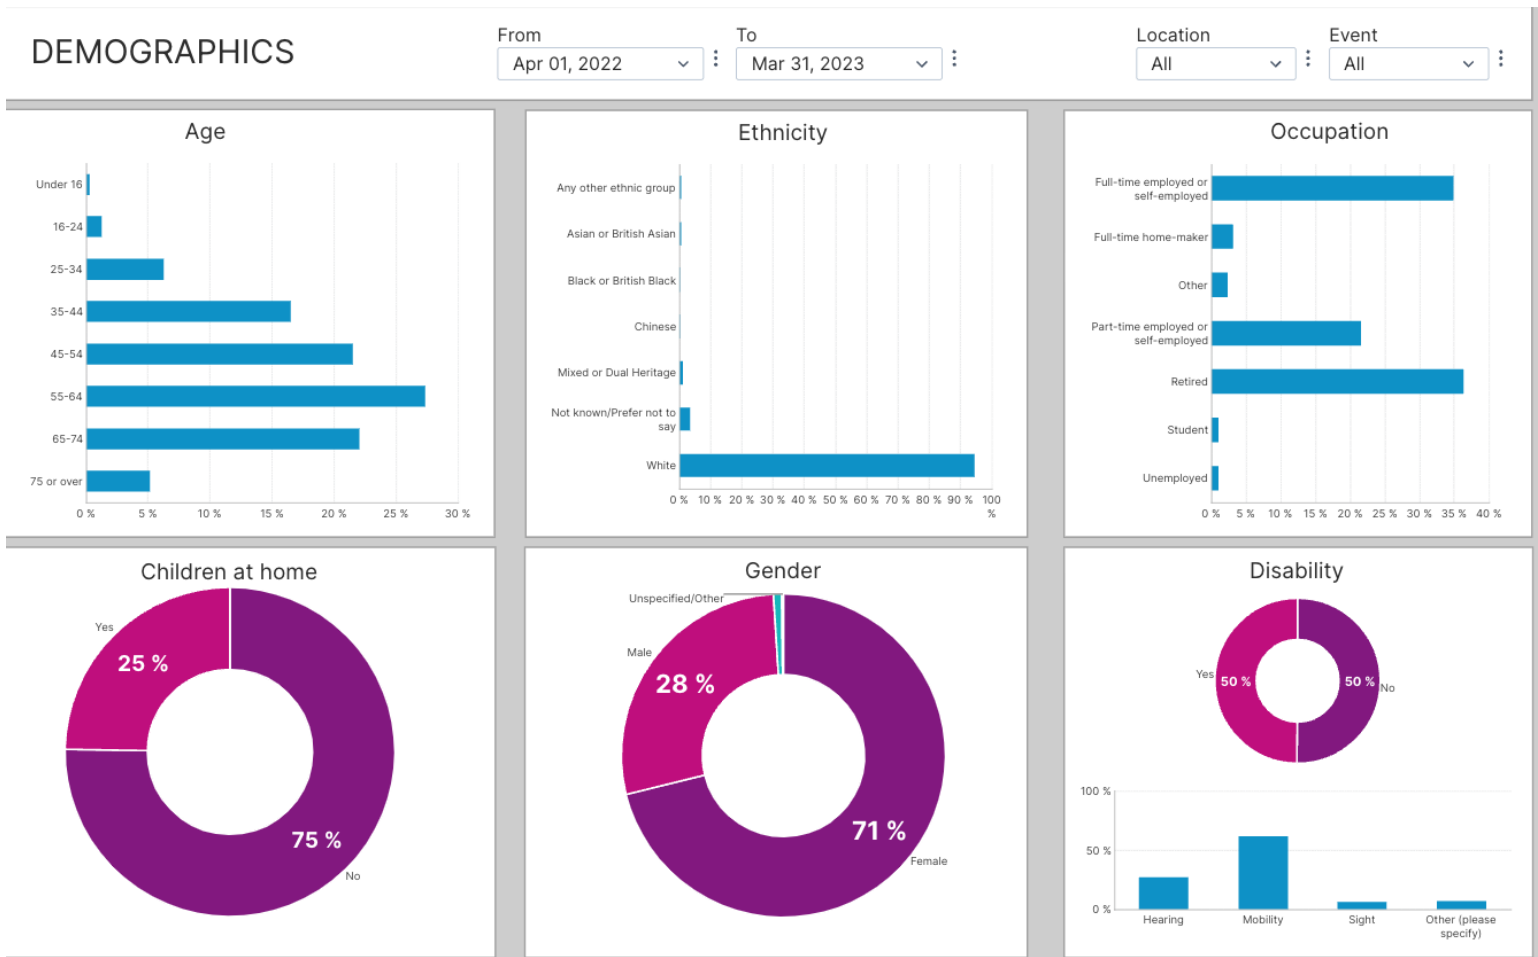 DEMOGRAPHICS
From
Apr 01, 2022
To
Mar 31, 2023
Location
All
Event
All
Age
Under 16
16-24
25-34
35-44
45-54
55-64
65-74
75 or over
0 %
5 %
10 %
15 %
20 %
25 %
30 %
Ethnicity
Any other ethnic group
Asian or British Asian
Black or British Black
Chinese
Mixed or Dual Heritage
Not known/Prefer not to
say
White
0 %
10 %
20 %
30 %
40 %
50 %
60 %
70 %
80 %
90 %
100
%
Occupation
Full-time employed or
self-employed
Full-time home-maker
Other
Part-time employed or
self-employed
Retired
Student
Unemployed
0 %
5 %
10 %
15 %
20 %
25 %
30 %
35 %
40 %
Children at home
Yes
25 %
75 %
No
Gender
Unspecified/Other
Male
28 %
71 %
Female
Disability
Yes
50 %
50 %
No
100 %
50 %
0 %
Hearing
Mobility
Sight
Other (please
specify)